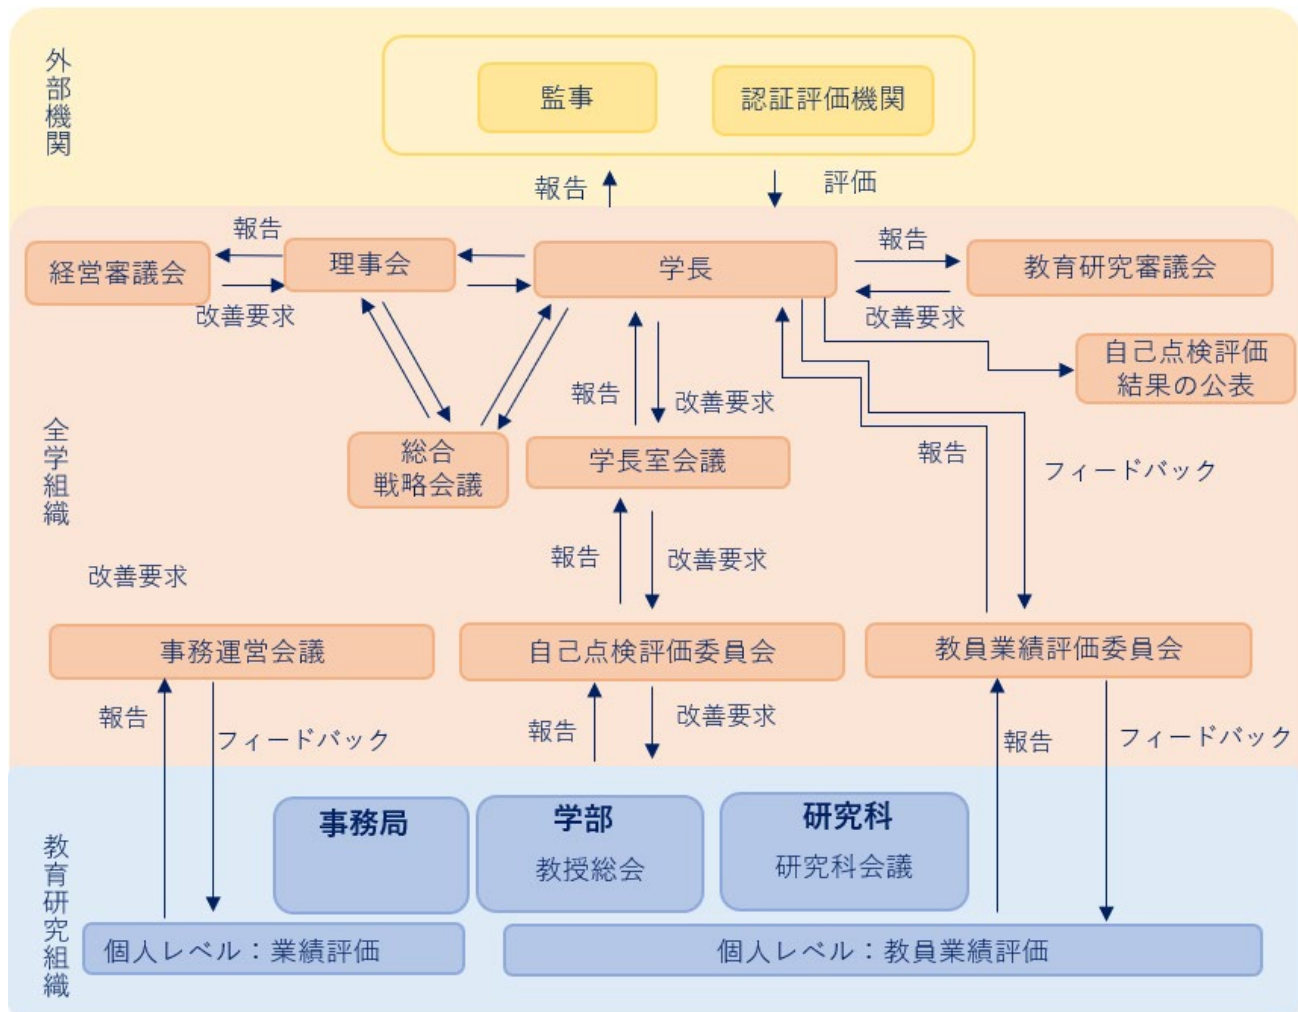 外部機関
監事
認証評価機関
報告
評価
報告
経営審議会
理事会
学長
報告
教育研究審議会
改善要求
改善要求
自己点検評価
結果の公表
全学組織
報告
改善要求
総合
戦略会議
学長室会議
報告
フィードバック
報告
改善要求
改善要求
事務運営会議
自己点検評価委員会
教員業績評価委員会
報告
フィードバック
報告
改善要求
報告
フィードバック
教育研究組織
事務局
学部
教授総会
研究科
研究科会議
個人レベル：業績評価
個人レベル：教員業績評価